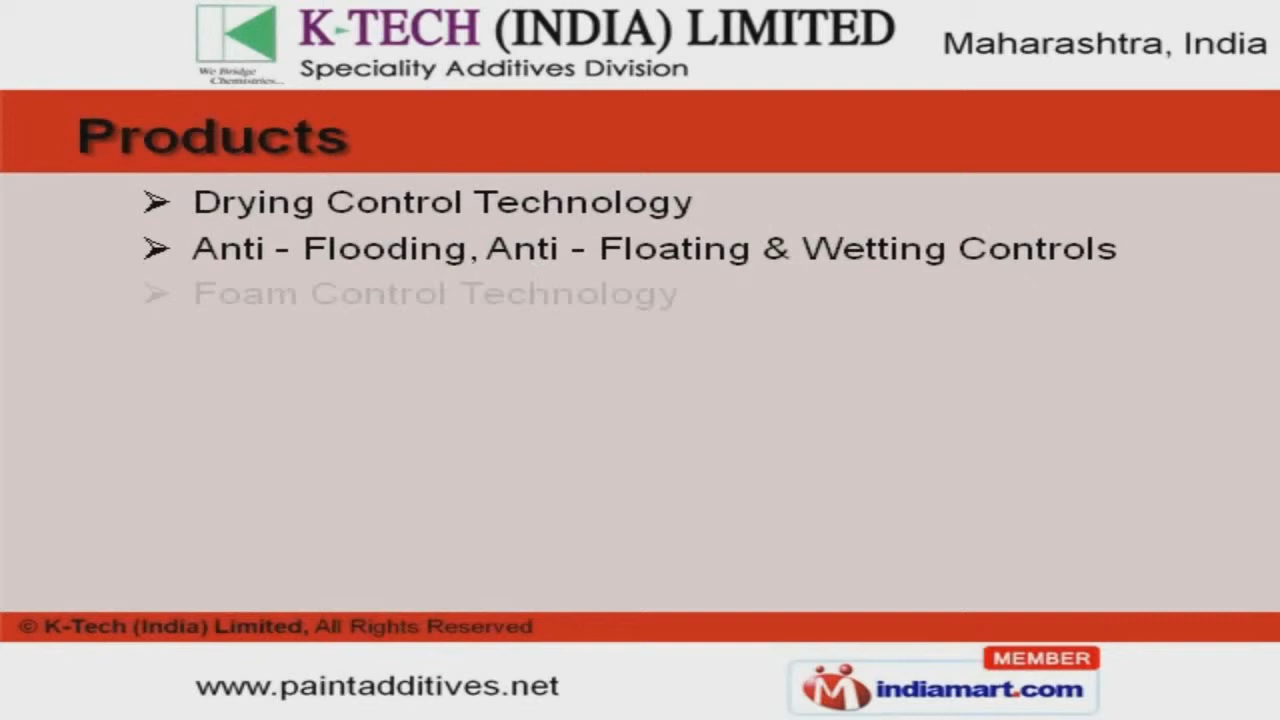 K-TECH (INDIA) LIMITED
Speciality Additives Division
We Bridge
Chemistries...
Maharashtra, India
Products
➢ Drying Control Technology
➢ Anti - Flooding, Anti - Floating & Wetting Controls
➢ Foam Control Technology
© K-Tech (India) Limited, All Rights Reserved
www.paintadditives.net
MEMBER
indiamart.com